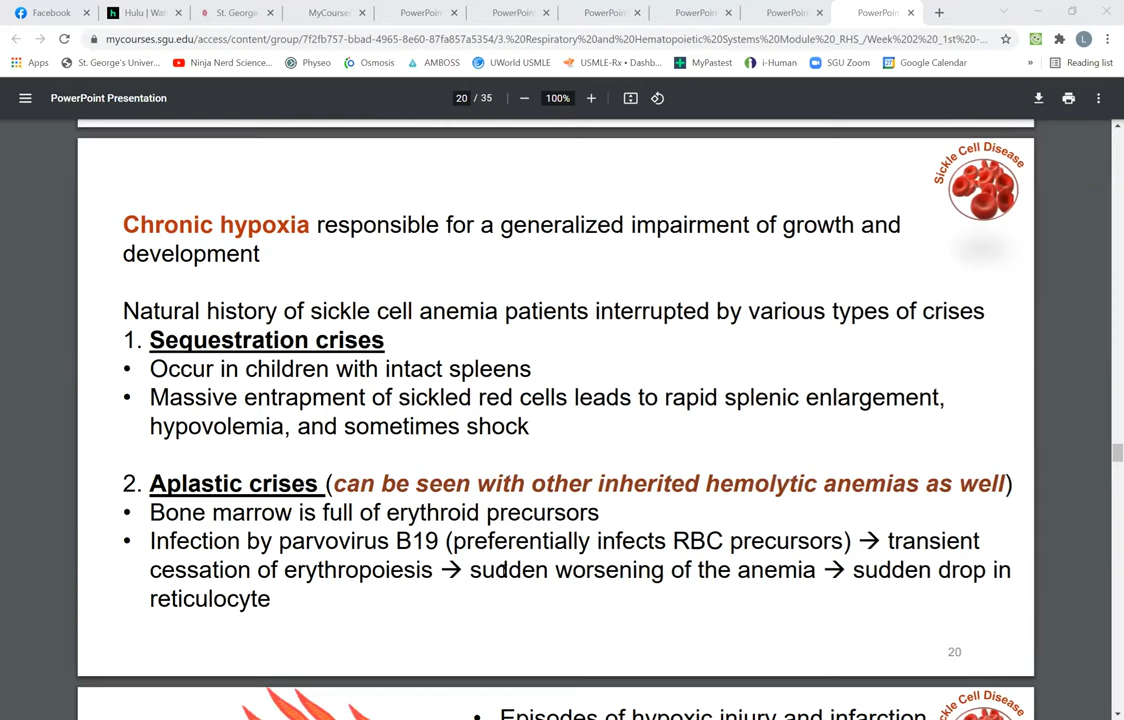 Facebook
Hulu | Wat
St. George
MyCourse
PowerPoin
PowerPoin
PowerPoin
PowerPoin
PowerPoin
PowerPoin
mycourses.sgu.edu/access/content/group/7f2fb757-bbad-4965-8e60-87fa857a5354/3.%20Respiratory%20and%20Hematopoietic%20Systems%20Module%20_RHS_/Week%202%20_1st%20-...
L
Apps
St. George's Univer...
Ninja Nerd Science...
Physeo
Osmosis
AMBOSS
UWorld USMLE
USMLE-Rx • Dashb...
MyPastest
i-Human
SGU Zoom
Google Calendar
»
Reading list
PowerPoint Presentation
20 / 35
100%
Sickle Cell Disease
Chronic hypoxia responsible for a generalized impairment of growth and
development
Natural history of sickle cell anemia patients interrupted by various types of crises
1. Sequestration crises
• Occur in children with intact spleens
• Massive entrapment of sickled red cells leads to rapid splenic enlargement,
hypovolemia, and sometimes shock
2. Aplastic crises (can be seen with other inherited hemolytic anemias as well)
• Bone marrow is full of erythroid precursors
• Infection by parvovirus B19 (preferentially infects RBC precursors) → transient
cessation of erythropoiesis → sudden worsening of the anemia → sudden drop in
reticulocyte
20
• Episodes of hypoxic injury and infarction
Sickle Cell Disease